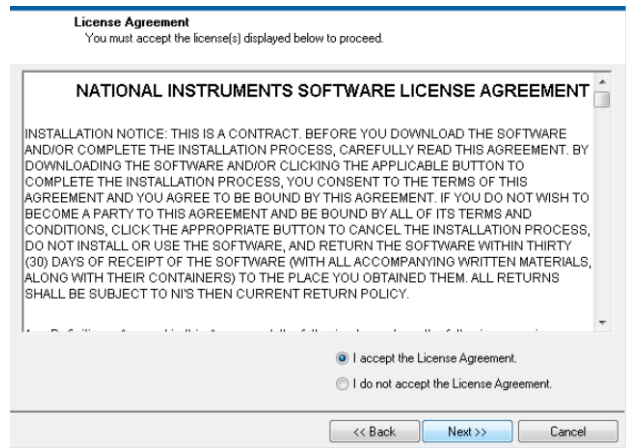 License Agreement
You must accept the license(s) displayed below to proceed.
NATIONAL INSTRUMENTS SOFTWARE LICENSE AGREEMENT
INSTALLATION NOTICE: THIS IS A CONTRACT. BEFORE YOU DOWNLOAD THE SOFTWARE
AND/OR COMPLETE THE INSTALLATION PROCESS, CAREFULLY READ THIS AGREEMENT. BY
DOWNLOADING THE SOFTWARE AND/OR CLICKING THE APPLICABLE BUTTON TO
COMPLETE THE INSTALLATION PROCESS, YOU CONSENT TO THE TERMS OF THIS
AGREEMENT AND YOU AGREE TO BE BOUND BY THIS AGREEMENT. IF YOU DO NOT WISH TO
BECOME A PARTY TO THIS AGREEMENT AND BE BOUND BY ALL OF ITS TERMS AND
CONDITIONS, CLICK THE APPROPRIATE BUTTON TO CANCEL THE INSTALLATION PROCESS,
DO NOT INSTALL OR USE THE SOFTWARE, AND RETURN THE SOFTWARE WITHIN THIRTY
(30) DAYS OF RECEIPT OF THE SOFTWARE (WITH ALL ACCOMPANYING WRITTEN MATERIALS,
ALONG WITH THEIR CONTAINERS) TO THE PLACE YOU OBTAINED THEM. ALL RETURNS
SHALL BE SUBJECT TO NI'S THEN CURRENT RETURN POLICY.
I accept the License Agreement.
I do not accept the License Agreement.
<< Back Next >> Cancel